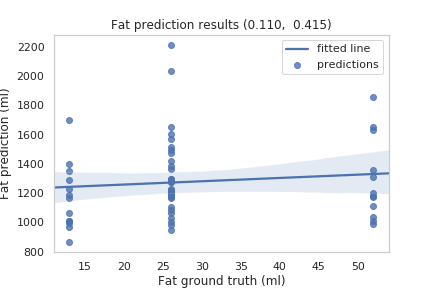 Fat prediction results (0.110,  0.415)
fitted line
predictions
2200
2000
1800
1600
1400
1200
1000
800
Fat prediction (ml)
15 20 25 30 35 40 45 50
Fat ground truth (ml)